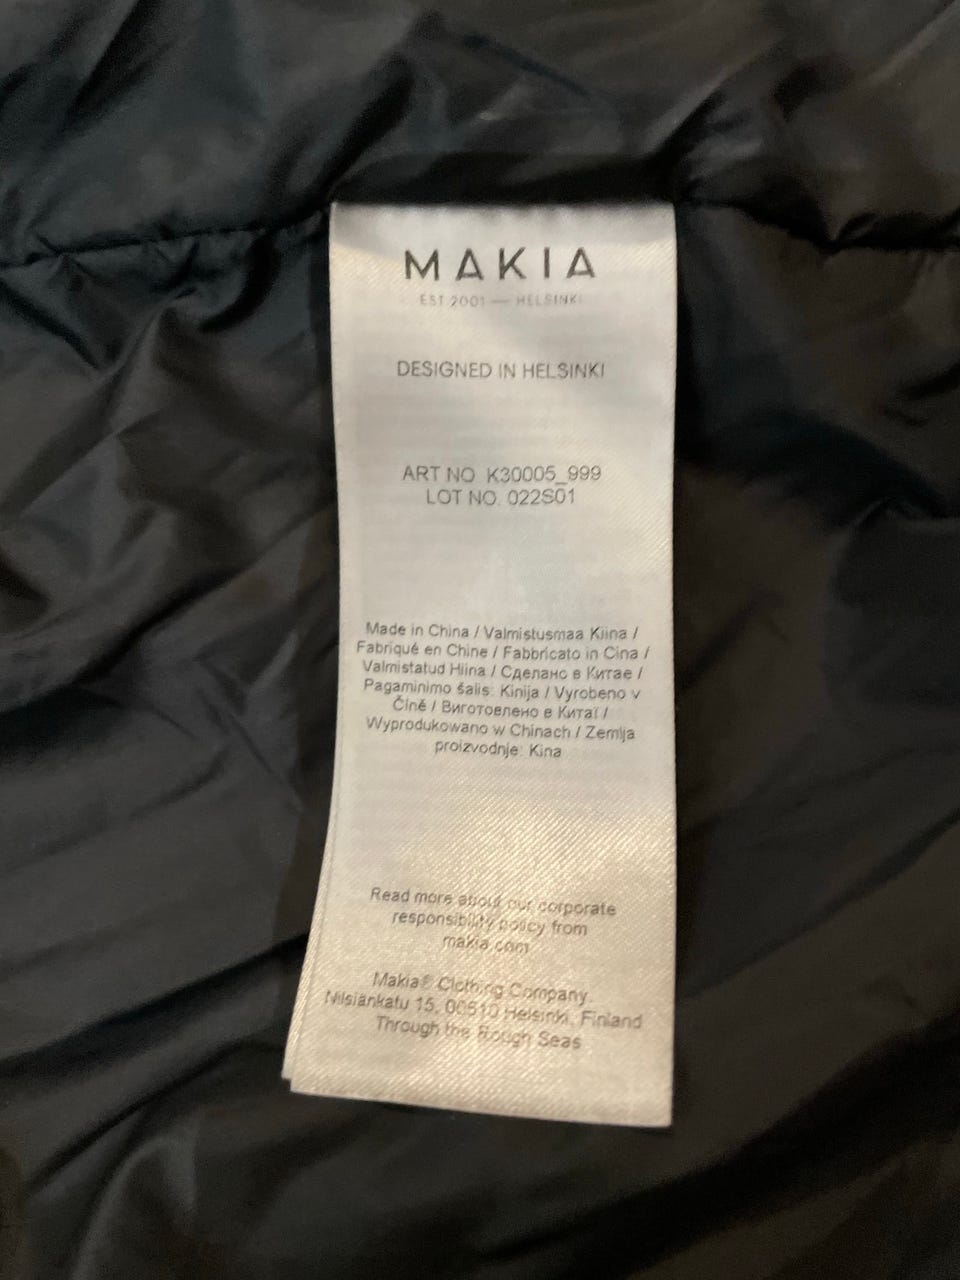 MAKIA
EST.2001 — HELSINKI
DESIGNED IN HELSINKI
ART NO K30005_999
LOT NO. 022S01
Made in China / Valmistusmaa Kiina /
Fabriqué en Chine / Fabbricato in Cina /
Valmistatud Hiina / Сделано в Китае /
Pagaminimo šalis: Kinija / Vyrobeno v
Číně / Виготовлено в Китаї /
Wyprodukowano w Chinach / Zemlja
proizvodnje: Kina
Read more about our corporate
responsibility policy from
makia.com
Makia® Clothing Company
Nilsiänkatu 15, 00510 Helsinki, Finland
Through the Rough Seas